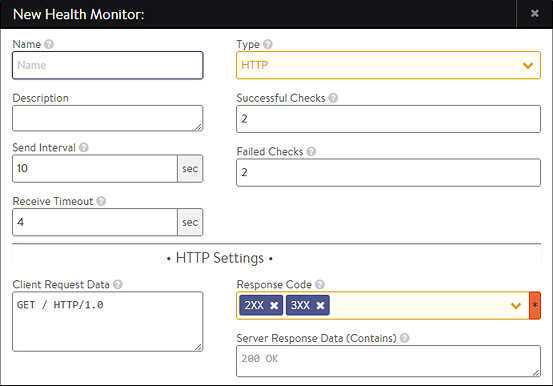 New Health Monitor:
Name
Name
Type
HTTP
Description
Successful Checks
2
Send Interval
10 sec
Failed Checks
2
Receive Timeout
4 sec
• HTTP Settings •
Client Request Data
GET / HTTP/1.0
Response Code
2XX 3XX *
Server Response Data (Contains)
200 OK